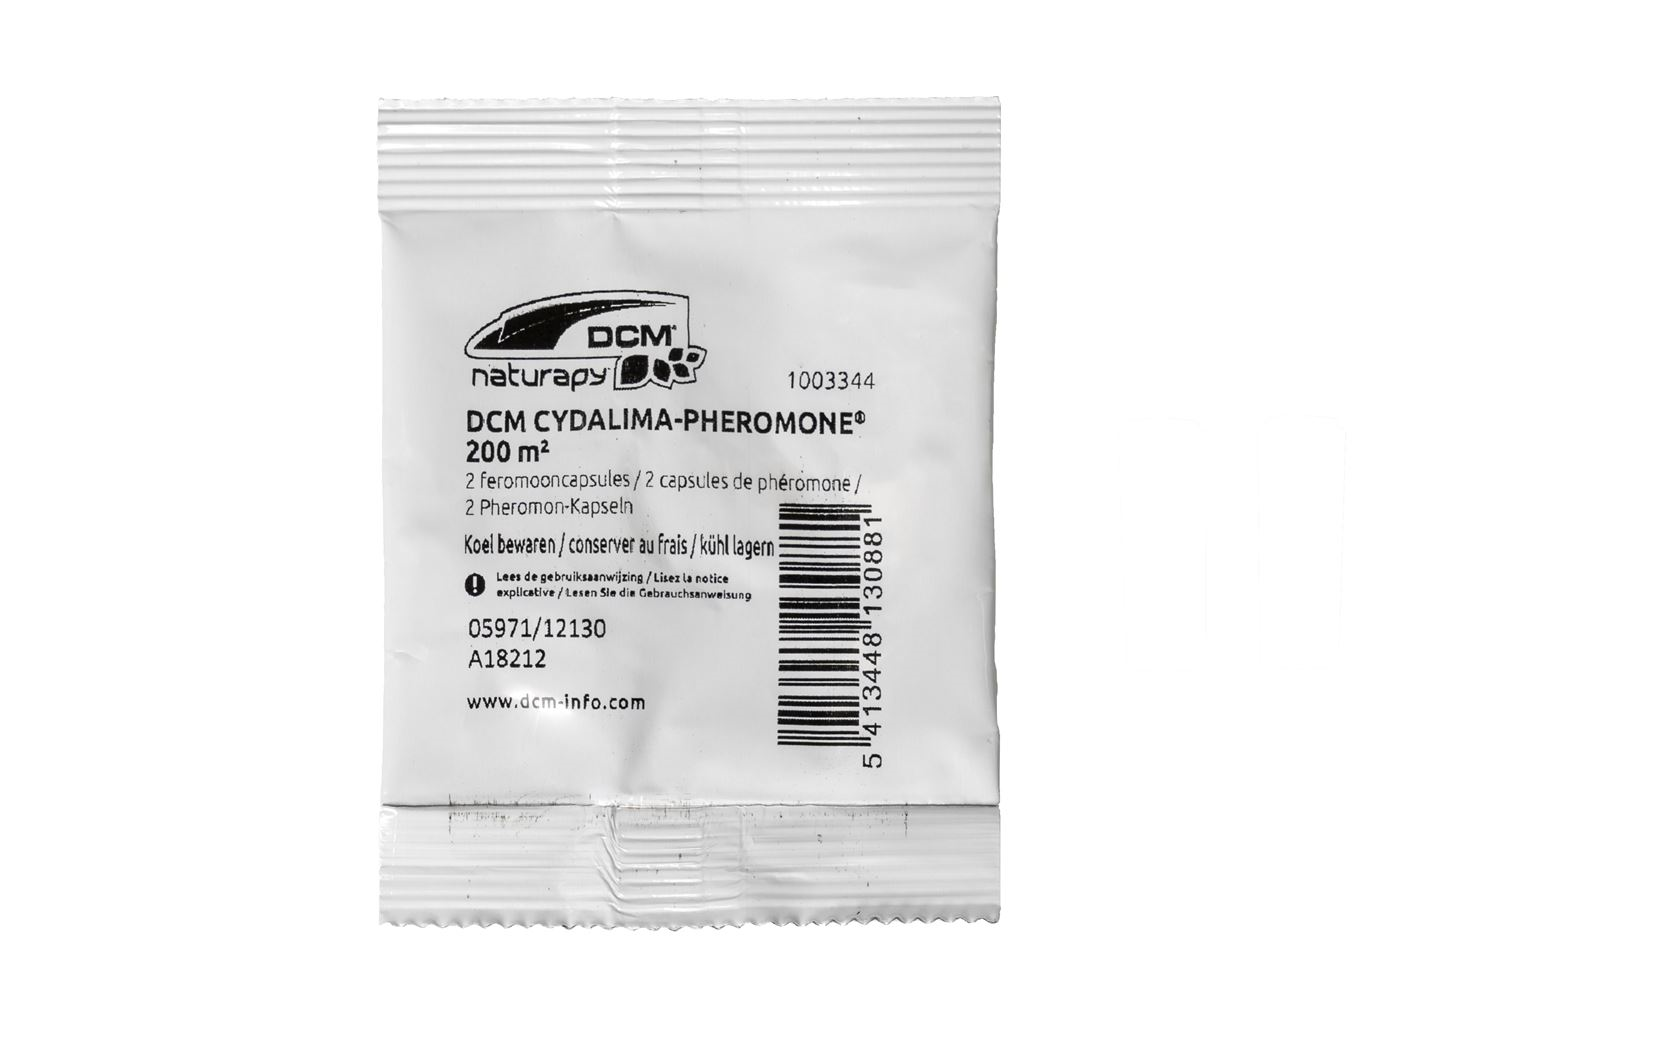 DCM®
naturapy
1003344
DCM CYDALIMA-PHEROMONE®
200 m²
2 feromooncapsules / 2 capsules de phéromone /
2 Pheromon-Kapseln
Koel bewaren / conserver au frais / kühl lagern
Lees de gebruiksaanwijzing / Lisez la notice
explicative / Lesen Sie die Gebrauchsanweisung
05971/12130
A18212
www.dcm-info.com
5 413448 130881